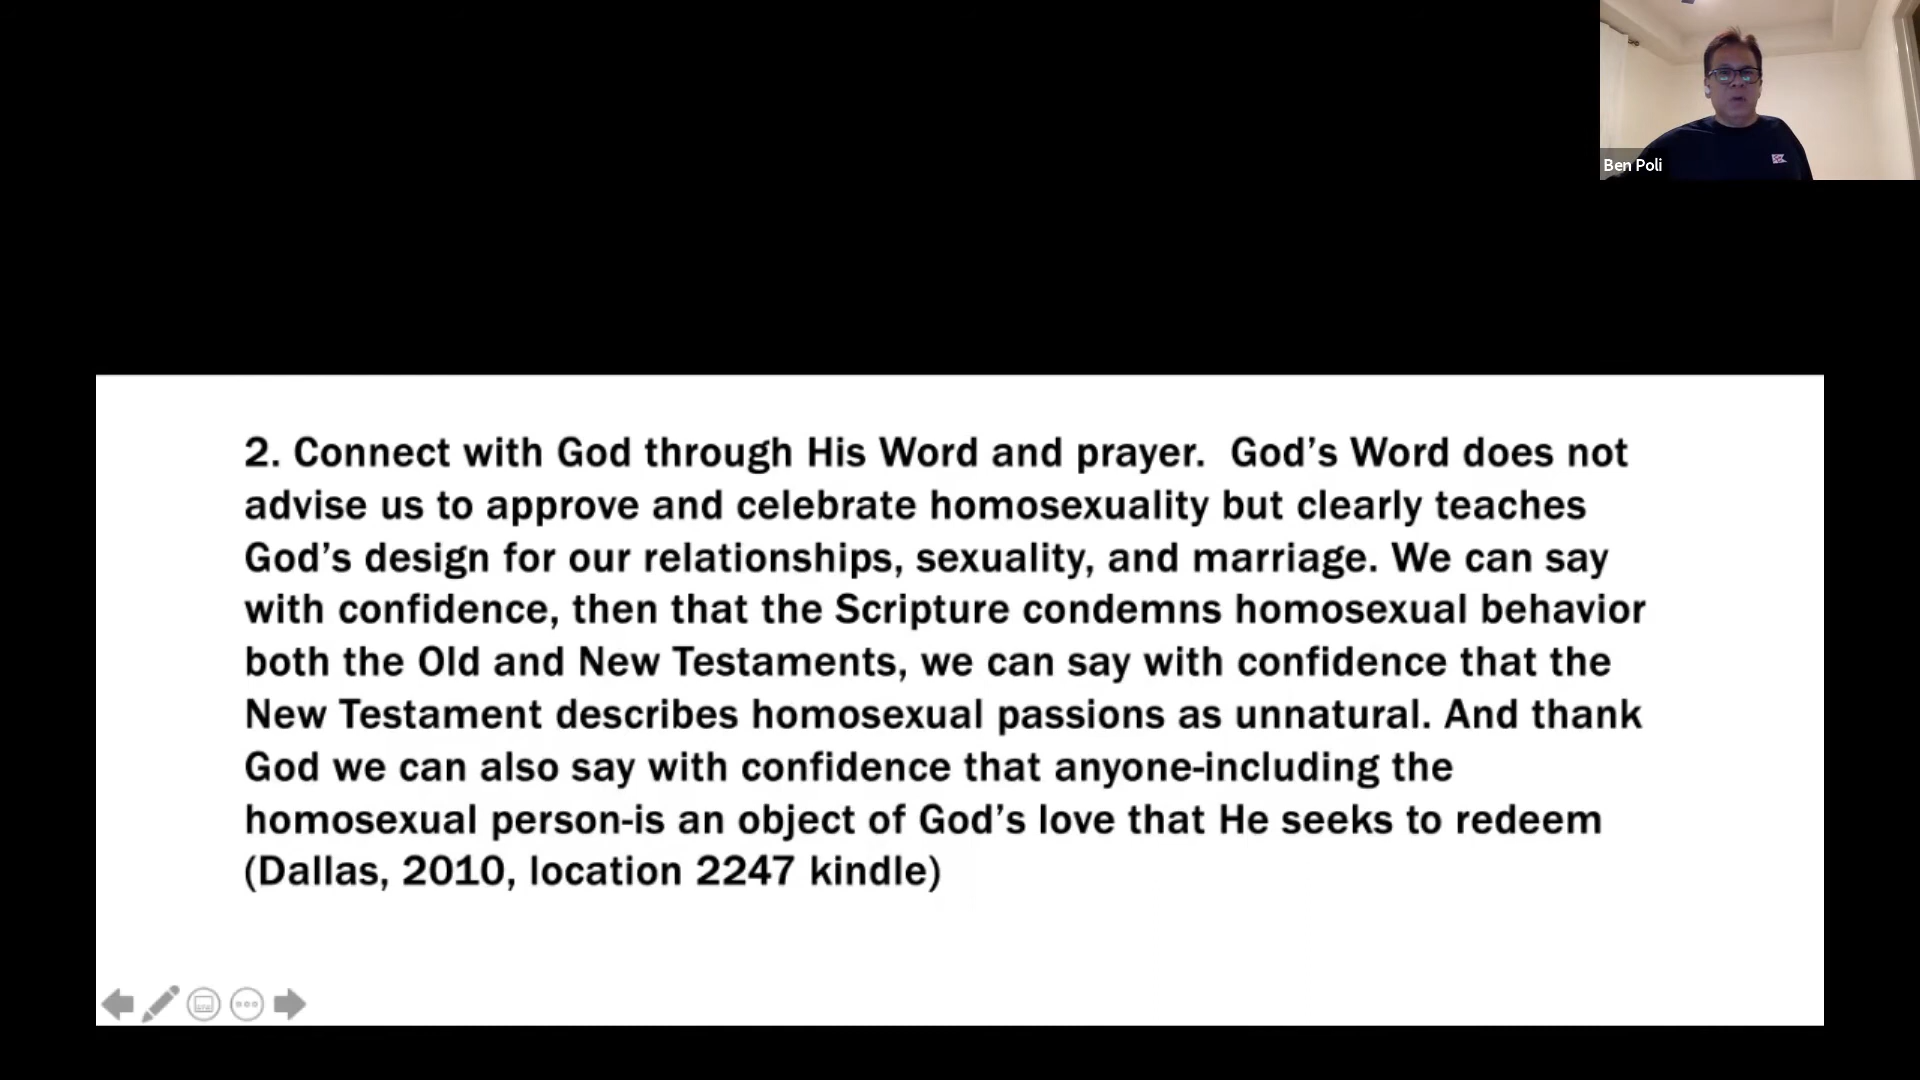 Ben Poli
2. Connect with God through His Word and prayer.  God’s Word does not
advise us to approve and celebrate homosexuality but clearly teaches
God’s design for our relationships, sexuality, and marriage. We can say
with confidence, then that the Scripture condemns homosexual behavior
both the Old and New Testaments, we can say with confidence that the
New Testament describes homosexual passions as unnatural. And thank
God we can also say with confidence that anyone-including the
homosexual person-is an object of God’s love that He seeks to redeem
(Dallas, 2010, location 2247 kindle)